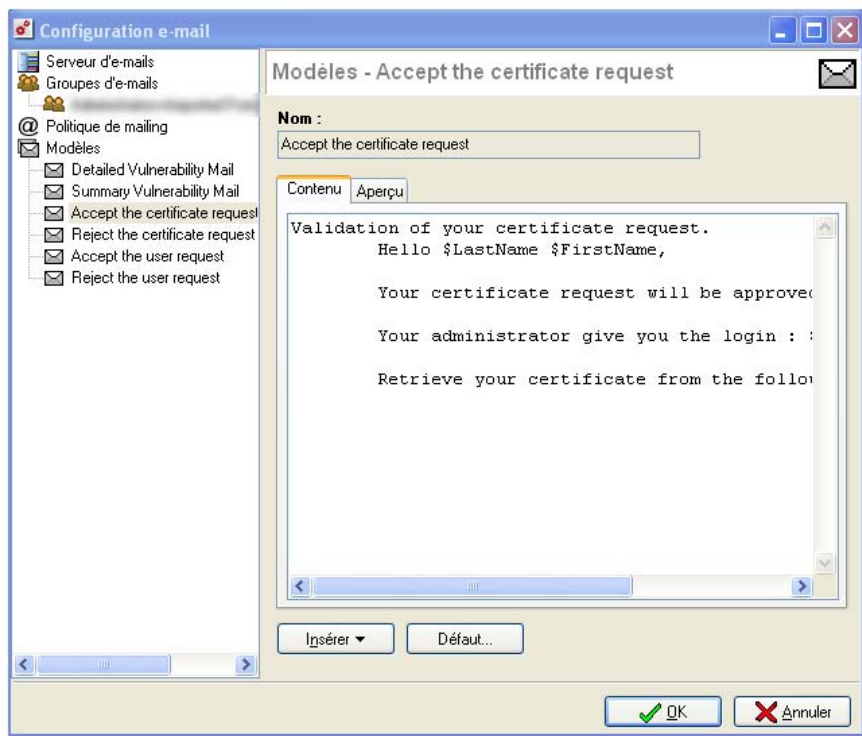 Configuration e-mail
Serveur d'e-mails
Groupes d'e-mails
Politique de mailing
Modèles
Detailed Vulnerability Mail
Summary Vulnerability Mail
Accept the certificate request
Reject the certificate request
Accept the user request
Reject the user request
Modèles - Accept the certificate request
Nom :
Accept the certificate request
Contenu Aperçu
Validation of your certificate request.
Hello $LastName $FirstName,
Your certificate request will be approved
Your administrator give you the login :
Retrieve your certificate from the
Insérer Défaut...
OK Annuler